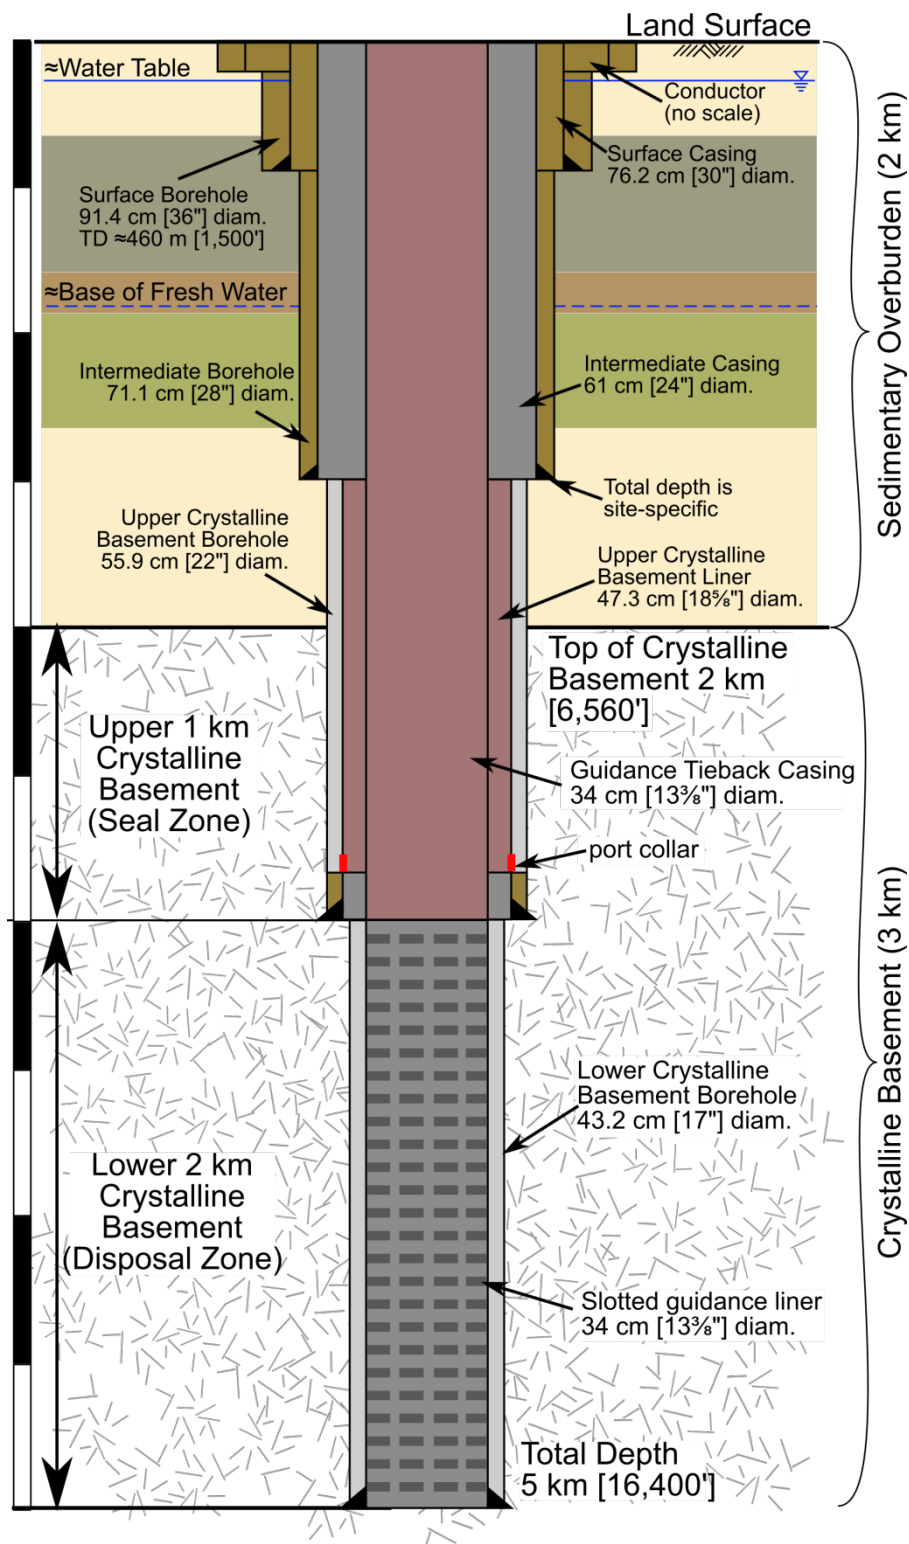 Land Surface
≈Water Table
Conductor
(no scale)
Surface Casing
76.2 cm [30"] diam.
Surface Borehole
91.4 cm [36"] diam.
TD ≈460 m [1,500']
≈Base of Fresh Water
Sedimentary Overburden (2 km)
Intermediate Borehole
71.1 cm [28"] diam.
Intermediate Casing
61 cm [24"] diam.
Total depth is
site-specific
Upper Crystalline
Basement Borehole
55.9 cm [22"] diam.
Upper Crystalline
Basement Liner
47.3 cm [18⅝"] diam.
Top of Crystalline
Basement 2 km
[6,560']
Upper 1 km
Crystalline
Basement
(Seal Zone)
Guidance Tieback Casing
34 cm [13⅜"] diam.
port collar
Crystalline Basement (3 km)
Lower Crystalline
Basement Borehole
43.2 cm [17"] diam.
Lower 2 km
Crystalline
Basement
(Disposal Zone)
Slotted guidance liner
34 cm [13⅜"] diam.
Total Depth
5 km [16,400']